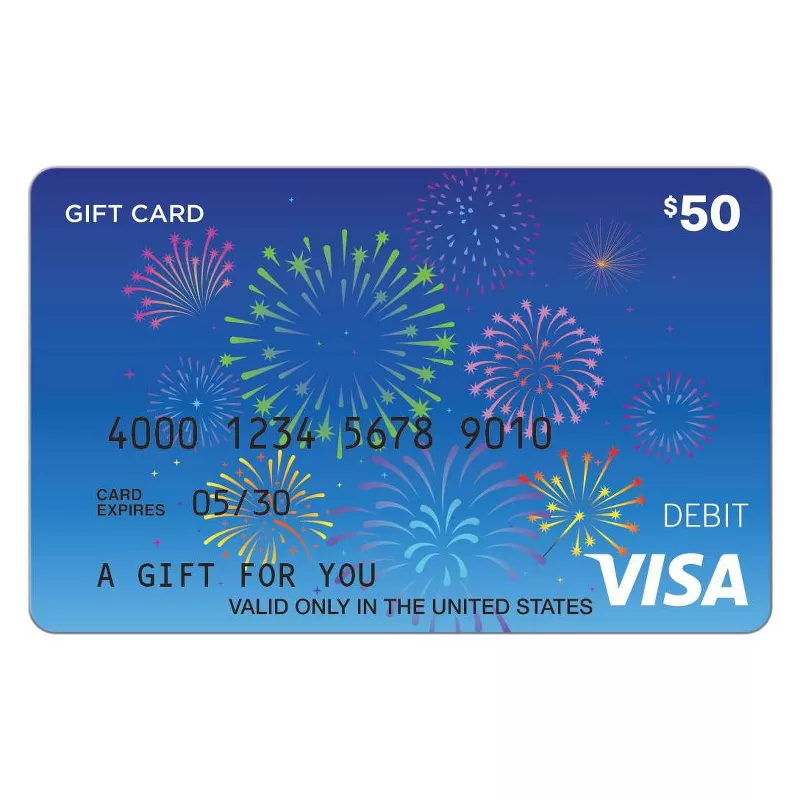 GIFT CARD
$50
4000 1234 5678 9010
CARD
EXPIRES
05/30
DEBIT
A GIFT FOR YOU
VISA
VALID ONLY IN THE UNITED STATES